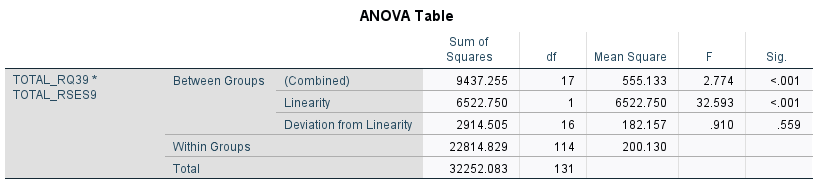 ANOVA Table
Sum of
Squares df Mean Square F Sig.
TOTAL_RQ39 * Between Groups (Combined) 9437.255 17 555.133 2.774 <.001
TOTAL_RSES9
Linearity 6522.750 1 6522.750 32.593 <.001
Deviation from Linearity 2914.505 16 182.157 .910 .559
Within Groups 22814.829 114 200.130
Total 32252.083 131